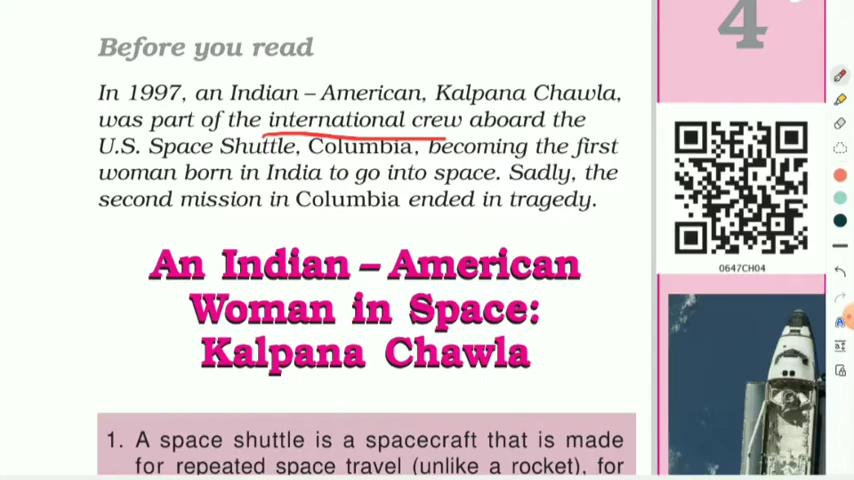 4
Before you read
In 1997, an Indian – American, Kalpana Chawla,
was part of the international crew aboard the
U.S. Space Shuttle, Columbia, becoming the first
woman born in India to go into space. Sadly, the
second mission in Columbia ended in tragedy.
0647CH04
An Indian – American
Woman in Space:
Kalpana Chawla
1. A space shuttle is a spacecraft that is made
for repeated space travel (unlike a rocket), for